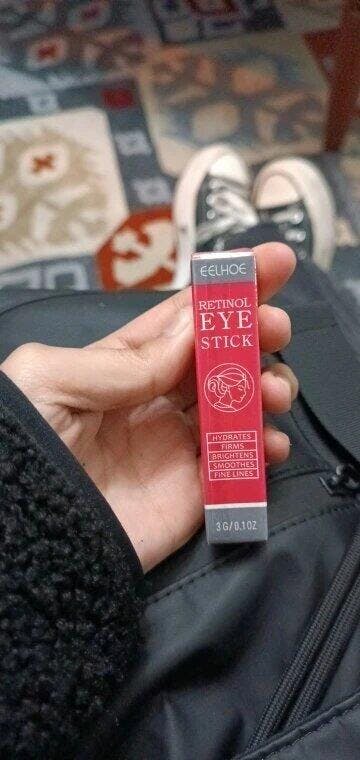 EELHOE
RETINOL
EYE
STICK
HYDRATES
FIRMS
BRIGHTENS
SMOOTHES
FINE LINES
3G/0.1OZ